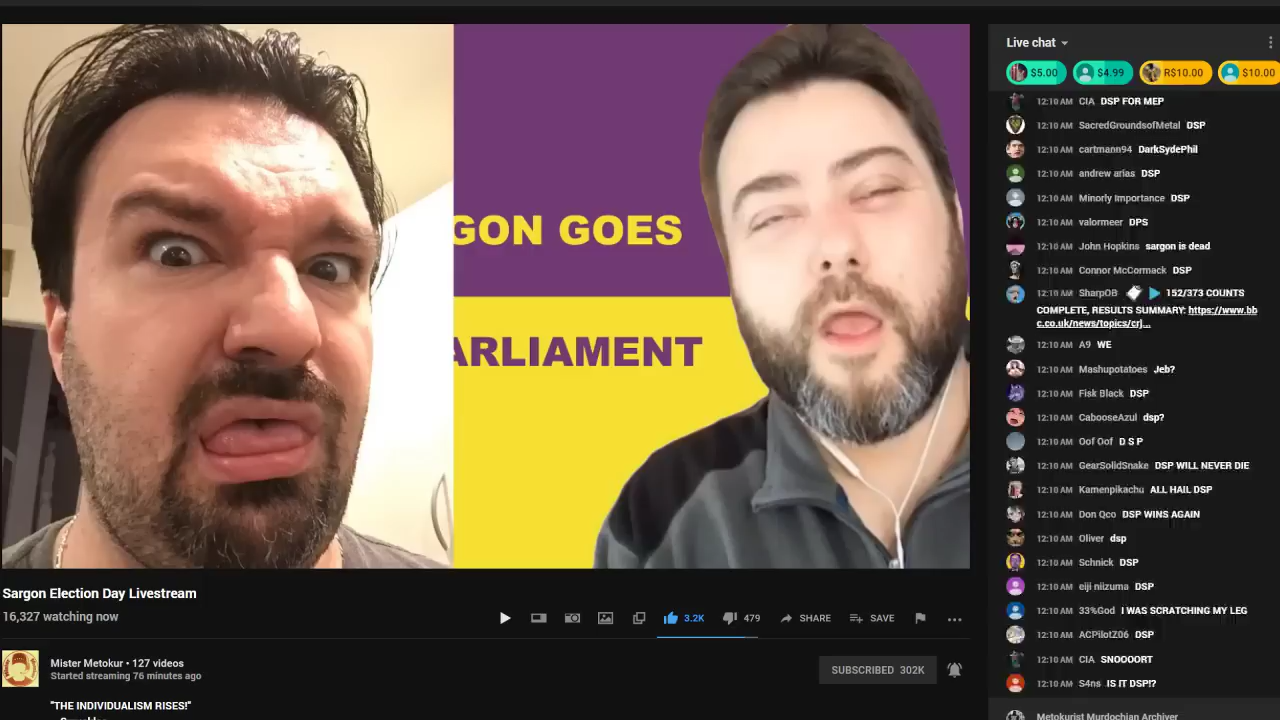 GON GOES
ARLIAMENT
Sargon Election Day Livestream
16,327 watching now
3.2K
479
SHARE
SAVE
Mister Metokur • 127 videos
Started streaming 76 minutes ago
SUBSCRIBED 302K
"THE INDIVIDUALISM RISES!"
Live chat
$5.00
$4.99
R$10.00
$10.00
12:10 AM CIA DSP FOR MEP
12:10 AM SacredGroundsofMetal DSP
12:10 AM cartmann94 DarkSydePhil
12:10 AM andrew arias DSP
12:10 AM Minorly Importance DSP
12:10 AM valormeer DPS
12:10 AM John Hopkins sargon is dead
12:10 AM Connor McCormack DSP
12:10 AM SharpOB 152/373 COUNTS
COMPLETE, RESULTS SUMMARY: https://www.bb
c.co.uk/news/topics/crj...
12:10 AM A9 WE
12:10 AM Mashupotatoes Jeb?
12:10 AM Fisk Black DSP
12:10 AM CabooseAzul dsp?
12:10 AM Oof Oof D S P
12:10 AM GearSolidSnake DSP WILL NEVER DIE
12:10 AM Kamenpikachu ALL HAIL DSP
12:10 AM Don Qco DSP WINS AGAIN
12:10 AM Oliver dsp
12:10 AM Schnick DSP
12:10 AM eiji niizuma DSP
12:10 AM 33%God I WAS SCRATCHING MY LEG
12:10 AM ACPilotZ06 DSP
12:10 AM CIA SNOOOORT
12:10 AM S4ns IS IT DSP!?
Metokurist Murdochian Archiver